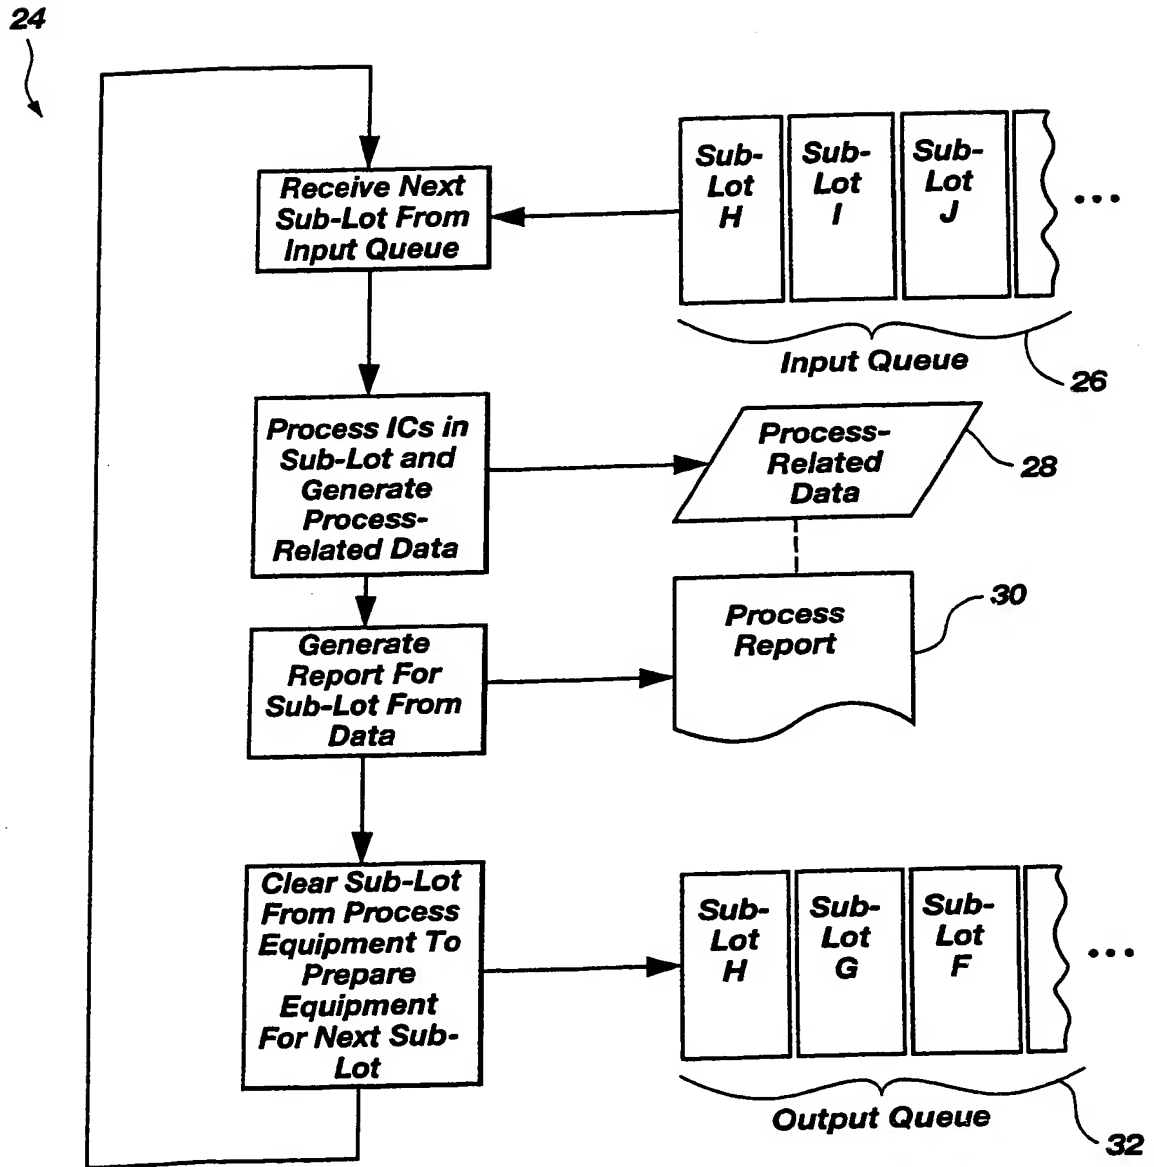 24
Receive Next
Sub-Lot From
Input Queue
Sub-
Lot
H
Sub-
Lot
I
Sub-
Lot
J
...
Input Queue
26
Process ICs in
Sub-Lot and
Generate
Process-
Related Data
Process-
Related
Data
28
Generate
Report For
Sub-Lot From
Data
Process
Report
30
Clear Sub-Lot
From Process
Equipment To
Prepare
Equipment
For Next Sub-
Lot
Sub-
Lot
H
Sub-
Lot
G
Sub-
Lot
F
...
Output Queue
32